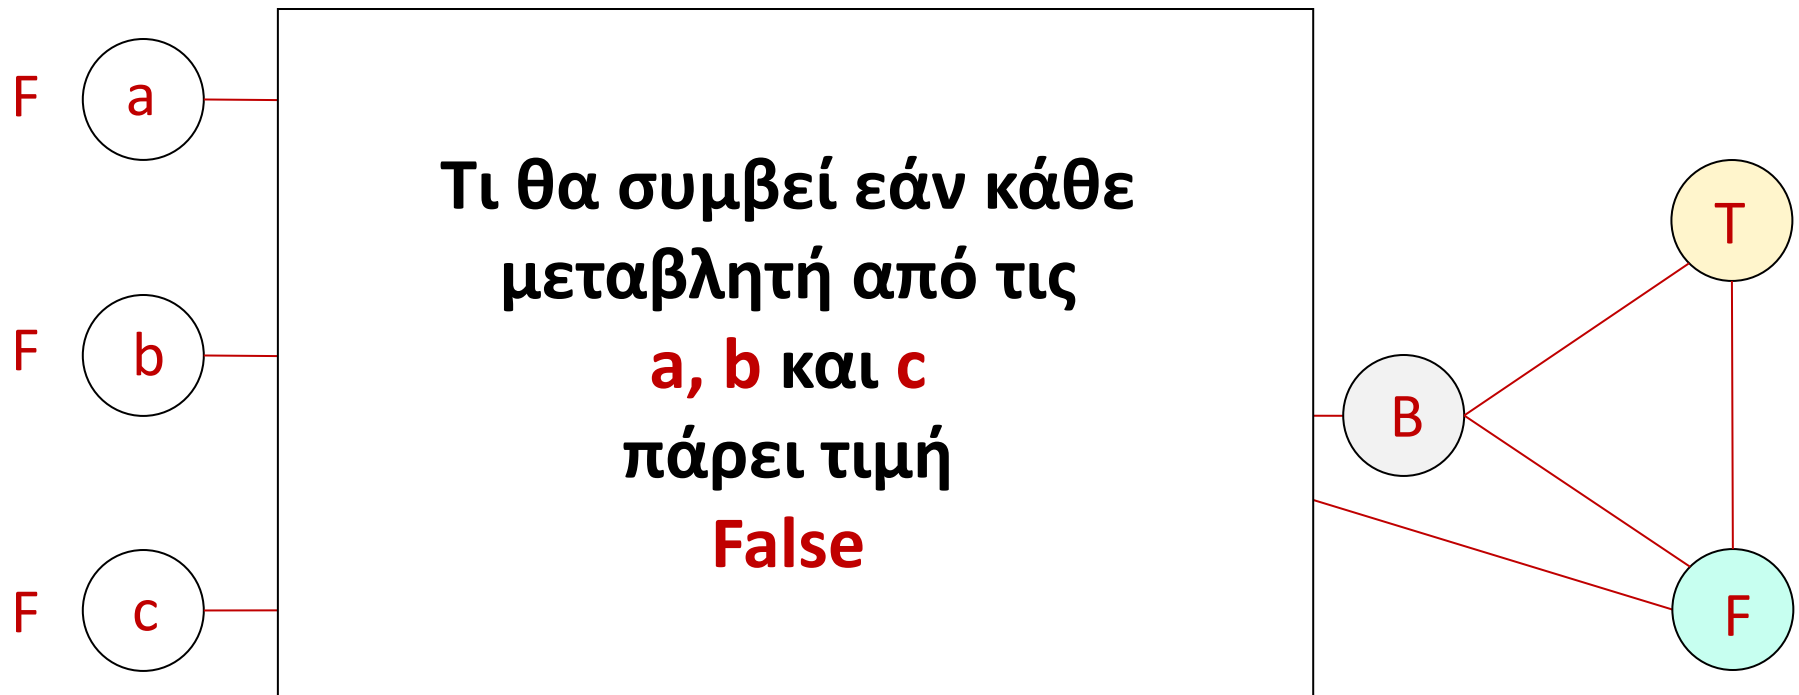 F a
Τι θα συμβεί εάν κάθε
μεταβλητή από τις
a, b και c
πάρει τιμή
False
F b
F c
T
B
F